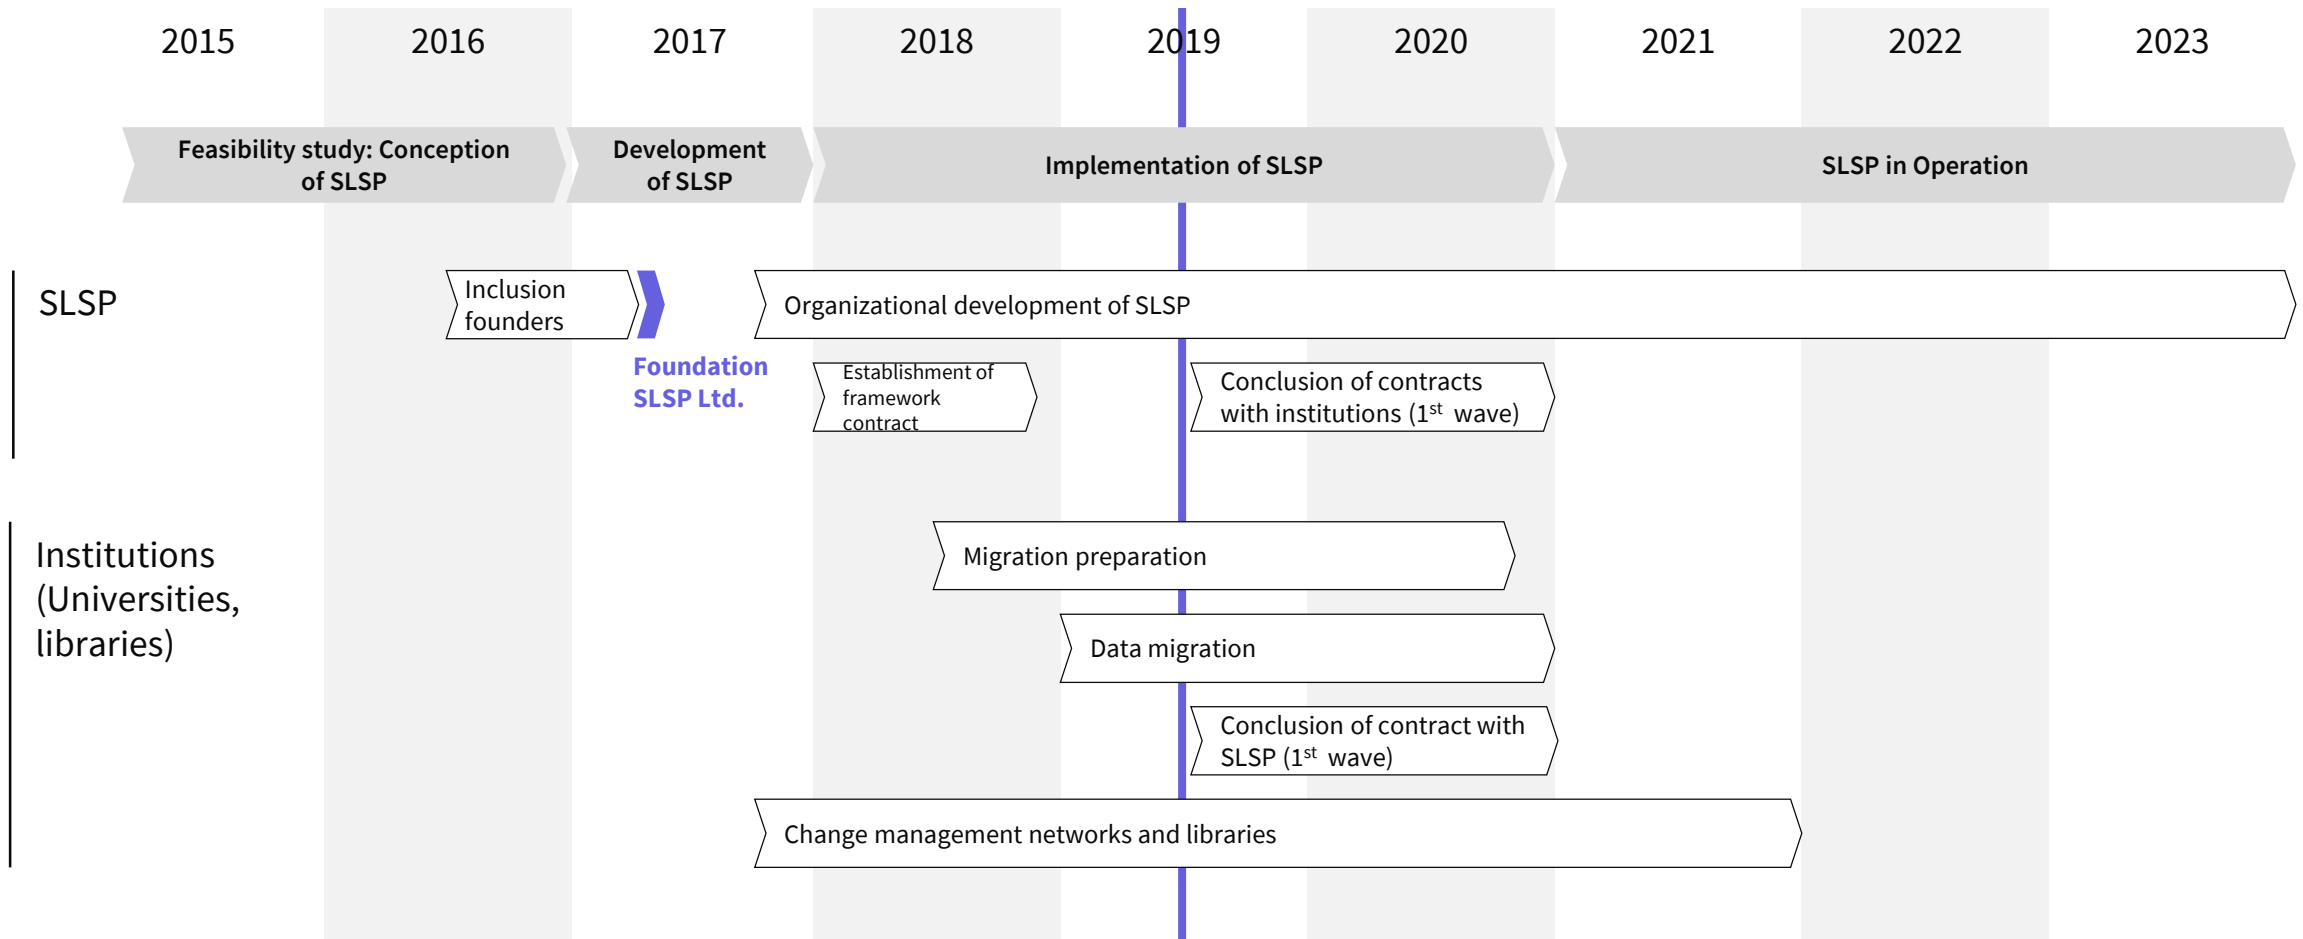 2015 2016 2017 2018 2019 2020 2021 2022 2023
Feasibility study: Conception
of SLSP
Development
of SLSP
Implementation of SLSP
SLSP in Operation
SLSP
Inclusion
founders
Organizational development of SLSP
Foundation
SLSP Ltd.
Establishment of
framework
contract
Conclusion of contracts
with institutions (1st wave)
Institutions
(Universities,
libraries)
Migration preparation
Data migration
Conclusion of contract with
SLSP (1st wave)
Change management networks and libraries